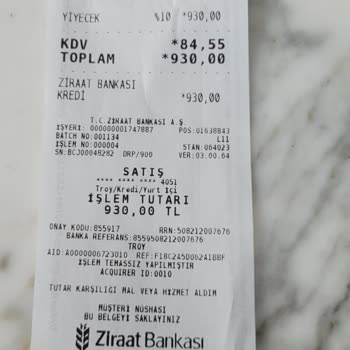 YİYECEK %10 *930,00
KDV *84,55
TOPLAM *930,00
ZİRAAT BANKASI
KREDİ *930,00
T.C.ZİRAAT BANKASI A.Ş.
İŞYERİ: 000000001747887 POS:01638843
BATCH NO:001134 L11
İŞLEM NO:000004 STAN:064023
SN:BCJ00048282 DRP/900 VER:03.00.64
SATIŞ
**** **** **** 4051
Troy/Kredi/Yurt İçi
İŞLEM TUTARI
930,00 TL
ONAY KODU:855917 RRN:508212007676
BANKA REFERANS:8559508212007676
TROY
AID:A0000006723010 REF:F18C2A5D062A1BBF
İŞLEM TEMASSIZ YAPILMIŞTIR
ACQUIRER ID:0010
TUTAR KARŞILIĞI MAL VEYA HİZMET ALDIM
MÜŞTERİ NÜSHASI
BU BELGEYİ SAKLAYINIZ
Ziraat Bankası